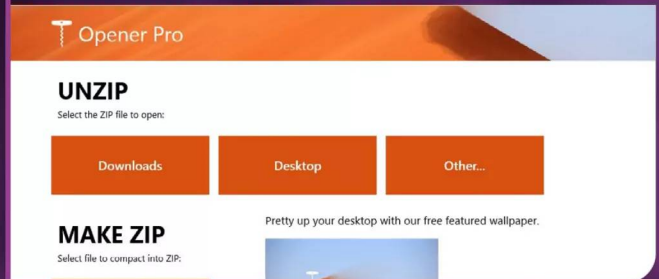 Opener Pro
UNZIP
Select the ZIP file to open:
Downloads
Desktop
Other...
Pretty up your desktop with our free featured wallpaper.
MAKE ZIP
Select file to compact into ZIP: